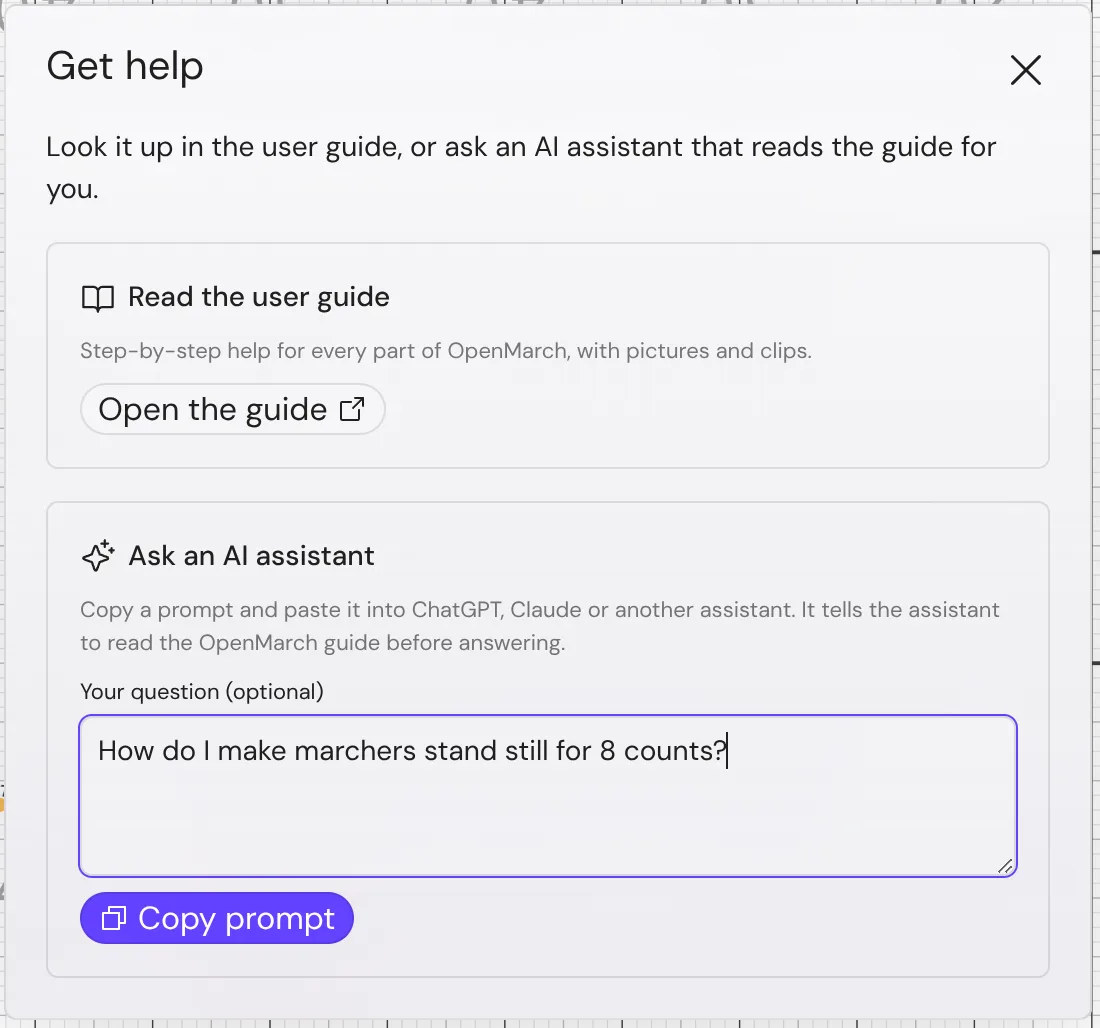 Get help
Look it up in the user guide, or ask an AI assistant that reads the guide for
you.
Read the user guide
Step-by-step help for every part of OpenMarch, with pictures and clips.
Open the guide
Ask an AI assistant
Copy a prompt and paste it into ChatGPT, Claude or another assistant. It tells the assistant
to read the OpenMarch guide before answering.
Your question (optional)
How do I make marchers stand still for 8 counts?
Copy prompt